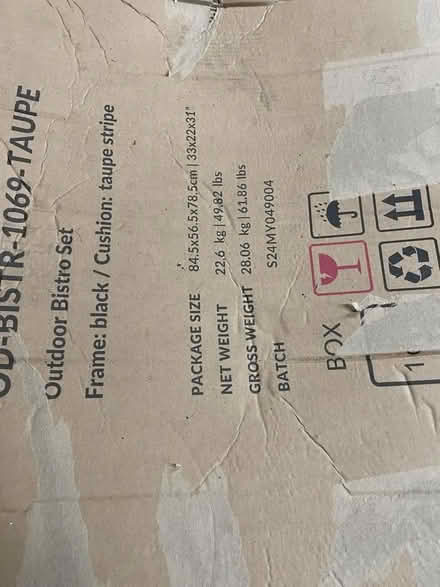 OD-BISTR-1069-TAUPE
Outdoor Bistro Set
Frame: black / Cushion: taupe stripe
PACKAGE SIZE 84.5x56.5x78.5cm | 33x22x31"
NET WEIGHT 22.6 kg | 49.82 lbs
GROSS WEIGHT 28.06 kg | 61.86 lbs
BATCH S24MY049004
BOX